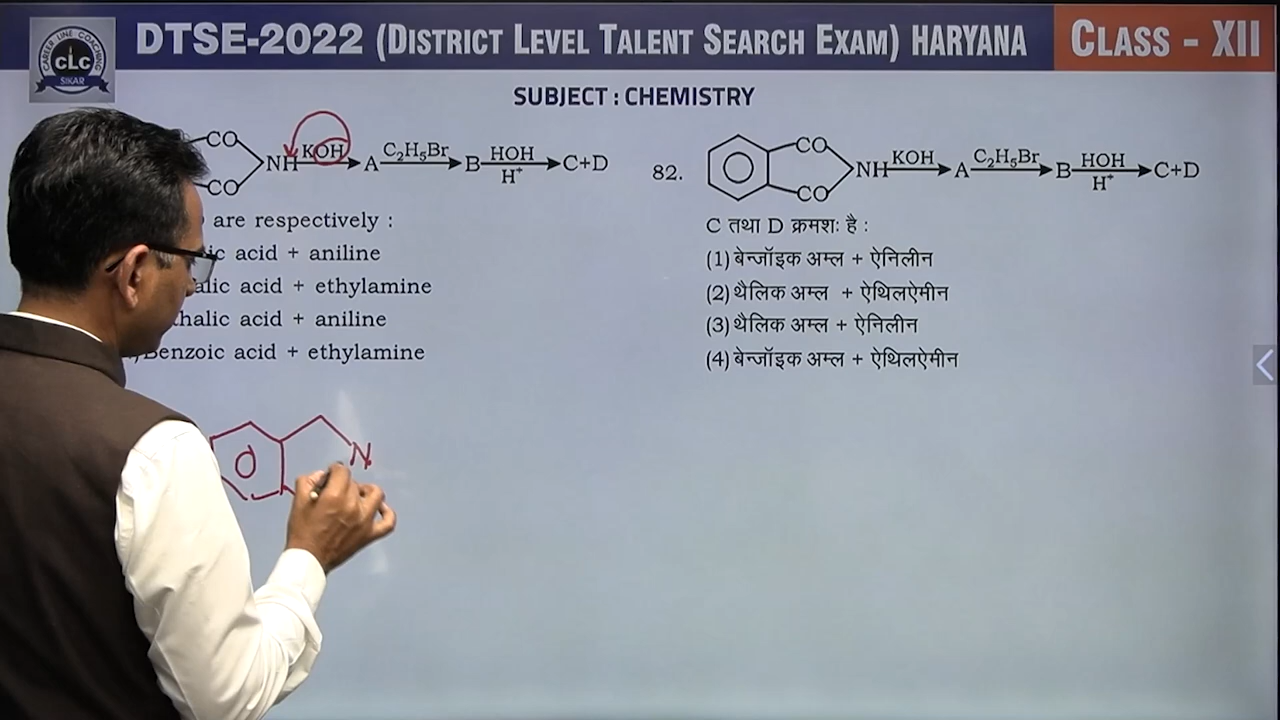 DTSE-2022 (DISTRICT LEVEL TALENT SEARCH EXAM) HARYANA
CLASS - XII
CAREER LINE COACHING
CLC
SIKAR
SUBJECT : CHEMISTRY
CO
CO
NH
KOH
A
C₂H₅Br
B
HOH
H⁺
C+D
are respectively :
acid + aniline
acid + ethylamine
acid + aniline
Benzoic acid + ethylamine
N
82.
CO
CO
NH
KOH
A
C₂H₅Br
B
HOH
H⁺
C+D
C तथा D क्रमशः है :
(1) बेन्जॉइक अम्ल + ऐनिलीन
(2) थैलिक अम्ल + ऐथिलऐमीन
(3) थैलिक अम्ल + ऐनिलीन
(4) बेन्जॉइक अम्ल + ऐथिलऐमीन